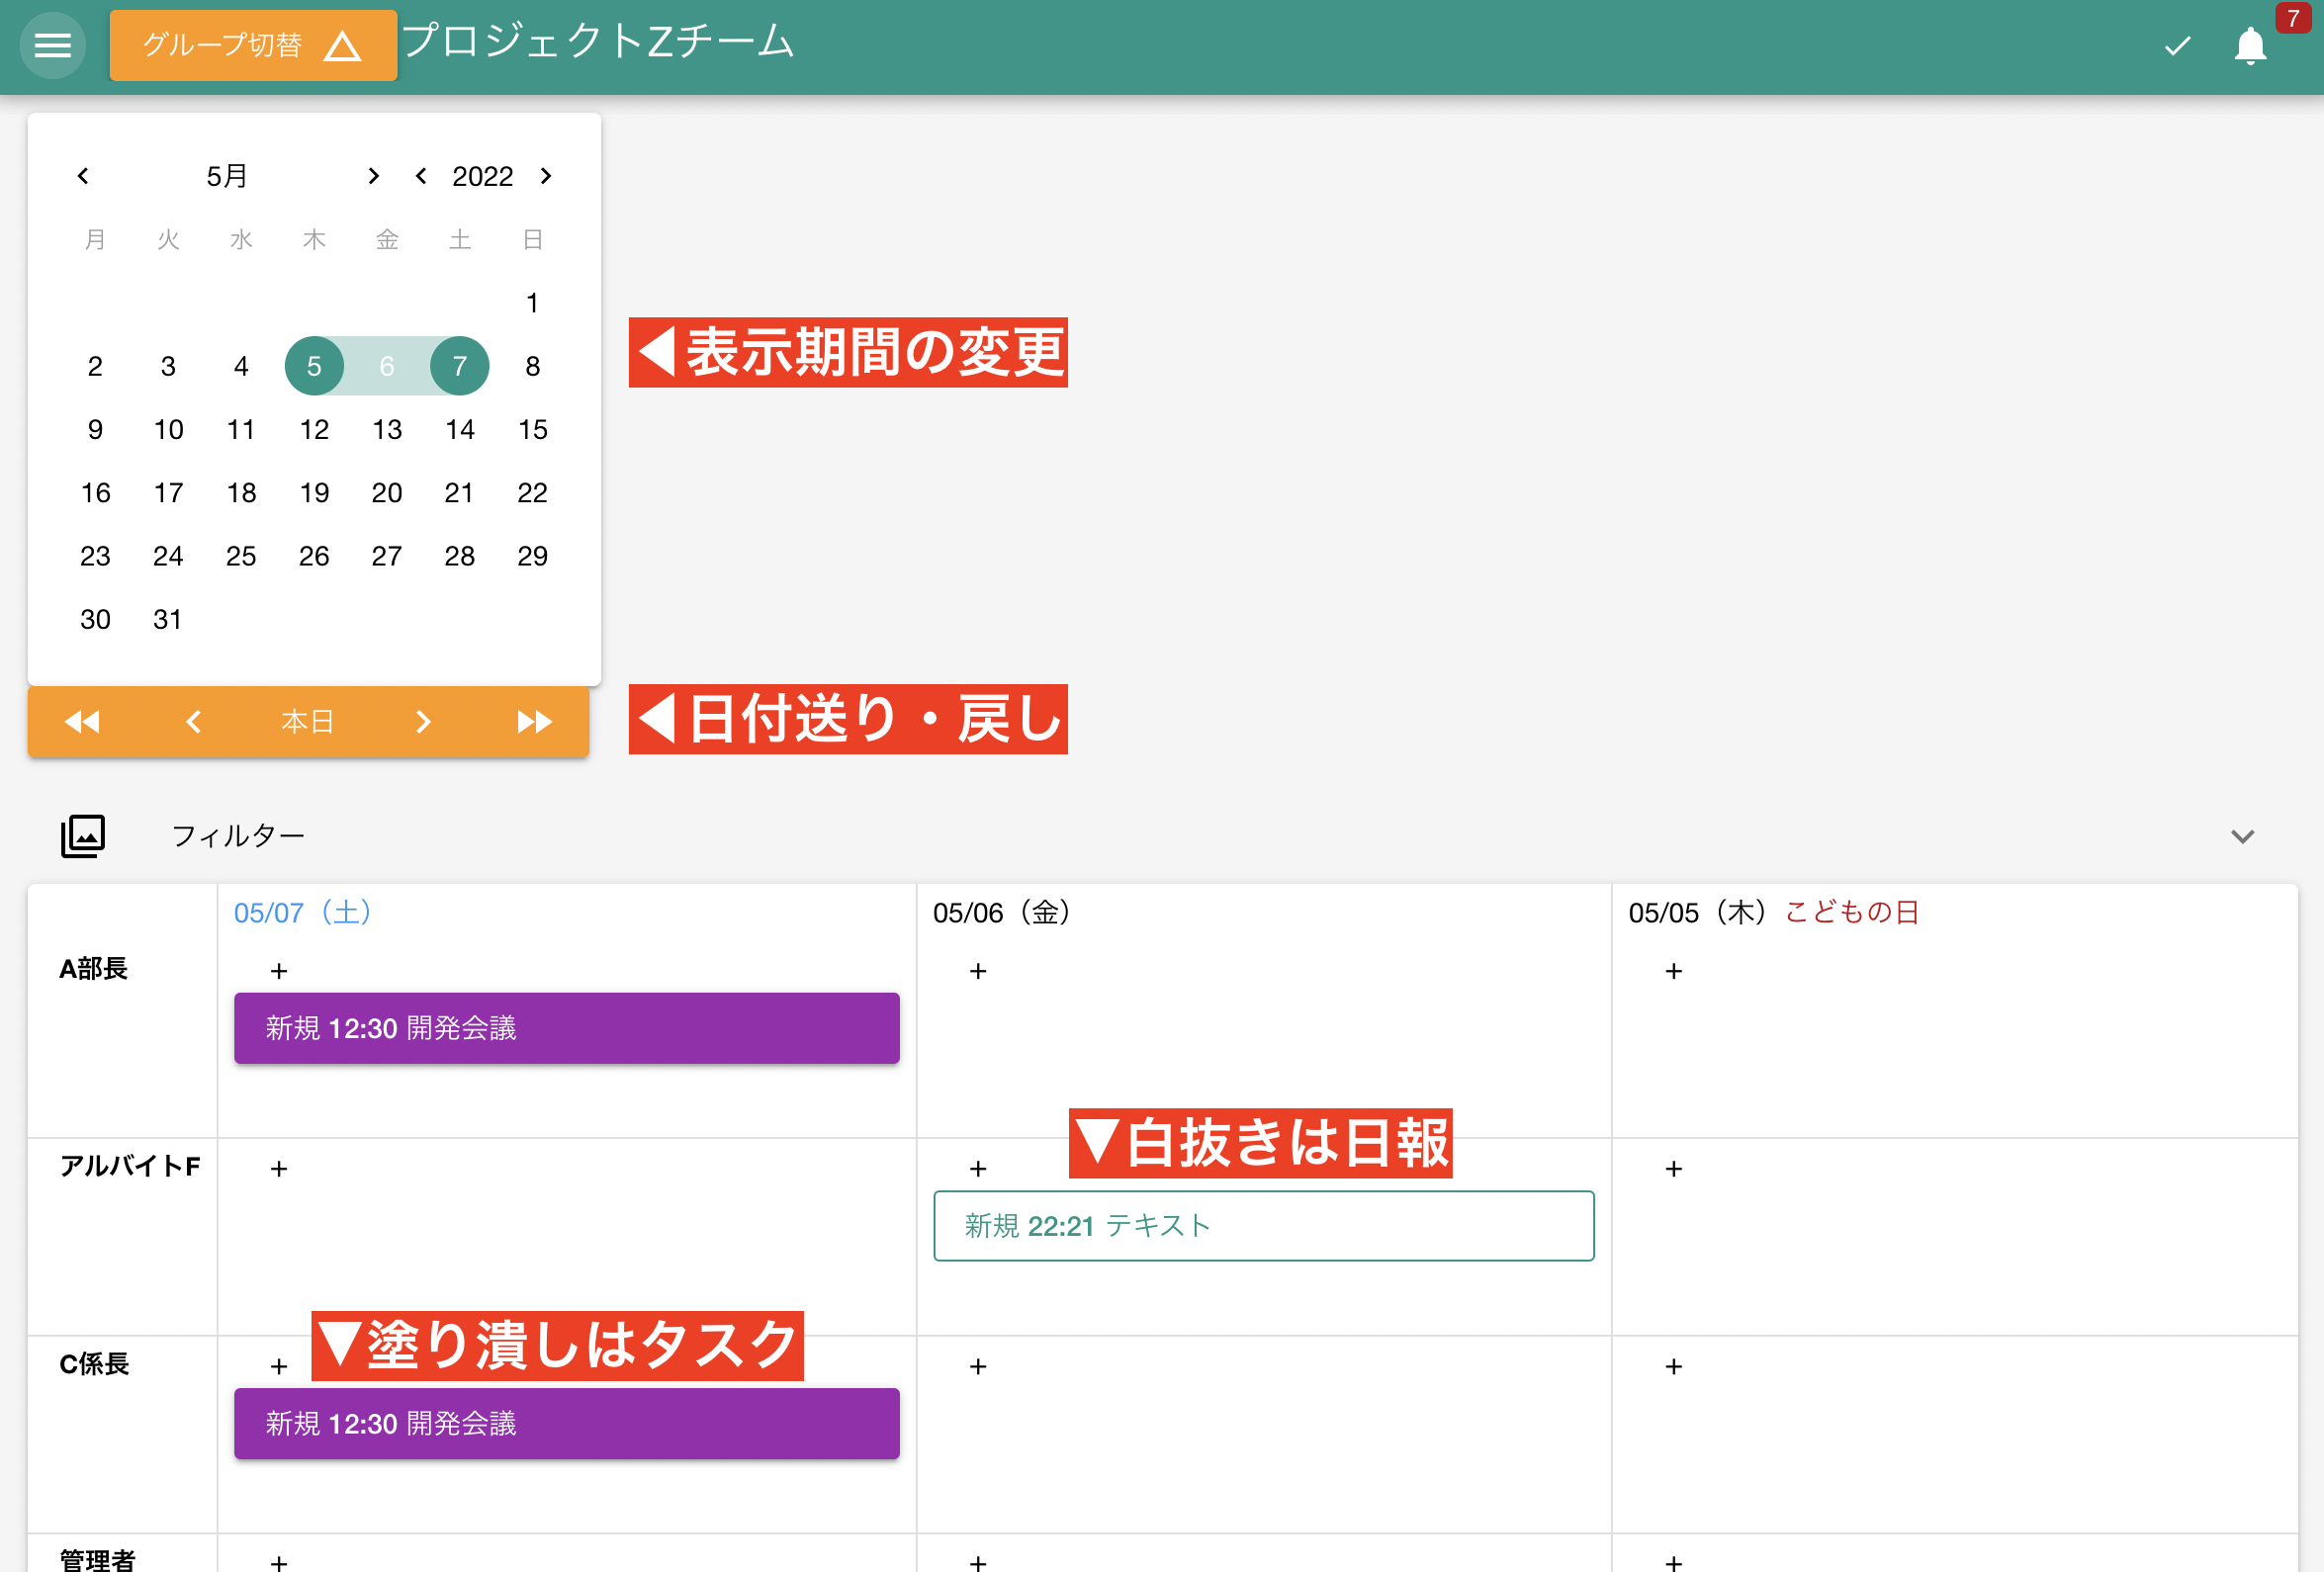 グループ切替 プロジェクトZチーム 7
5月 2022
月 火 水 木 金 土 日
1
2 3 4 5 6 7 8
◀表示期間の変更
9 10 11 12 13 14 15
16 17 18 19 20 21 22
23 24 25 26 27 28 29
30 31
本日
◀日付送り・戻し
フィルター
05/07（土） 05/06（金） 05/05（木）こどもの日
A部長 + + +
新規 12:30 開発会議
▼白抜きは日報
アルバイトF + + +
新規 22:21 テキスト
▼塗り潰しはタスク
C係長 + + +
新規 12:30 開発会議
管理者 + + +